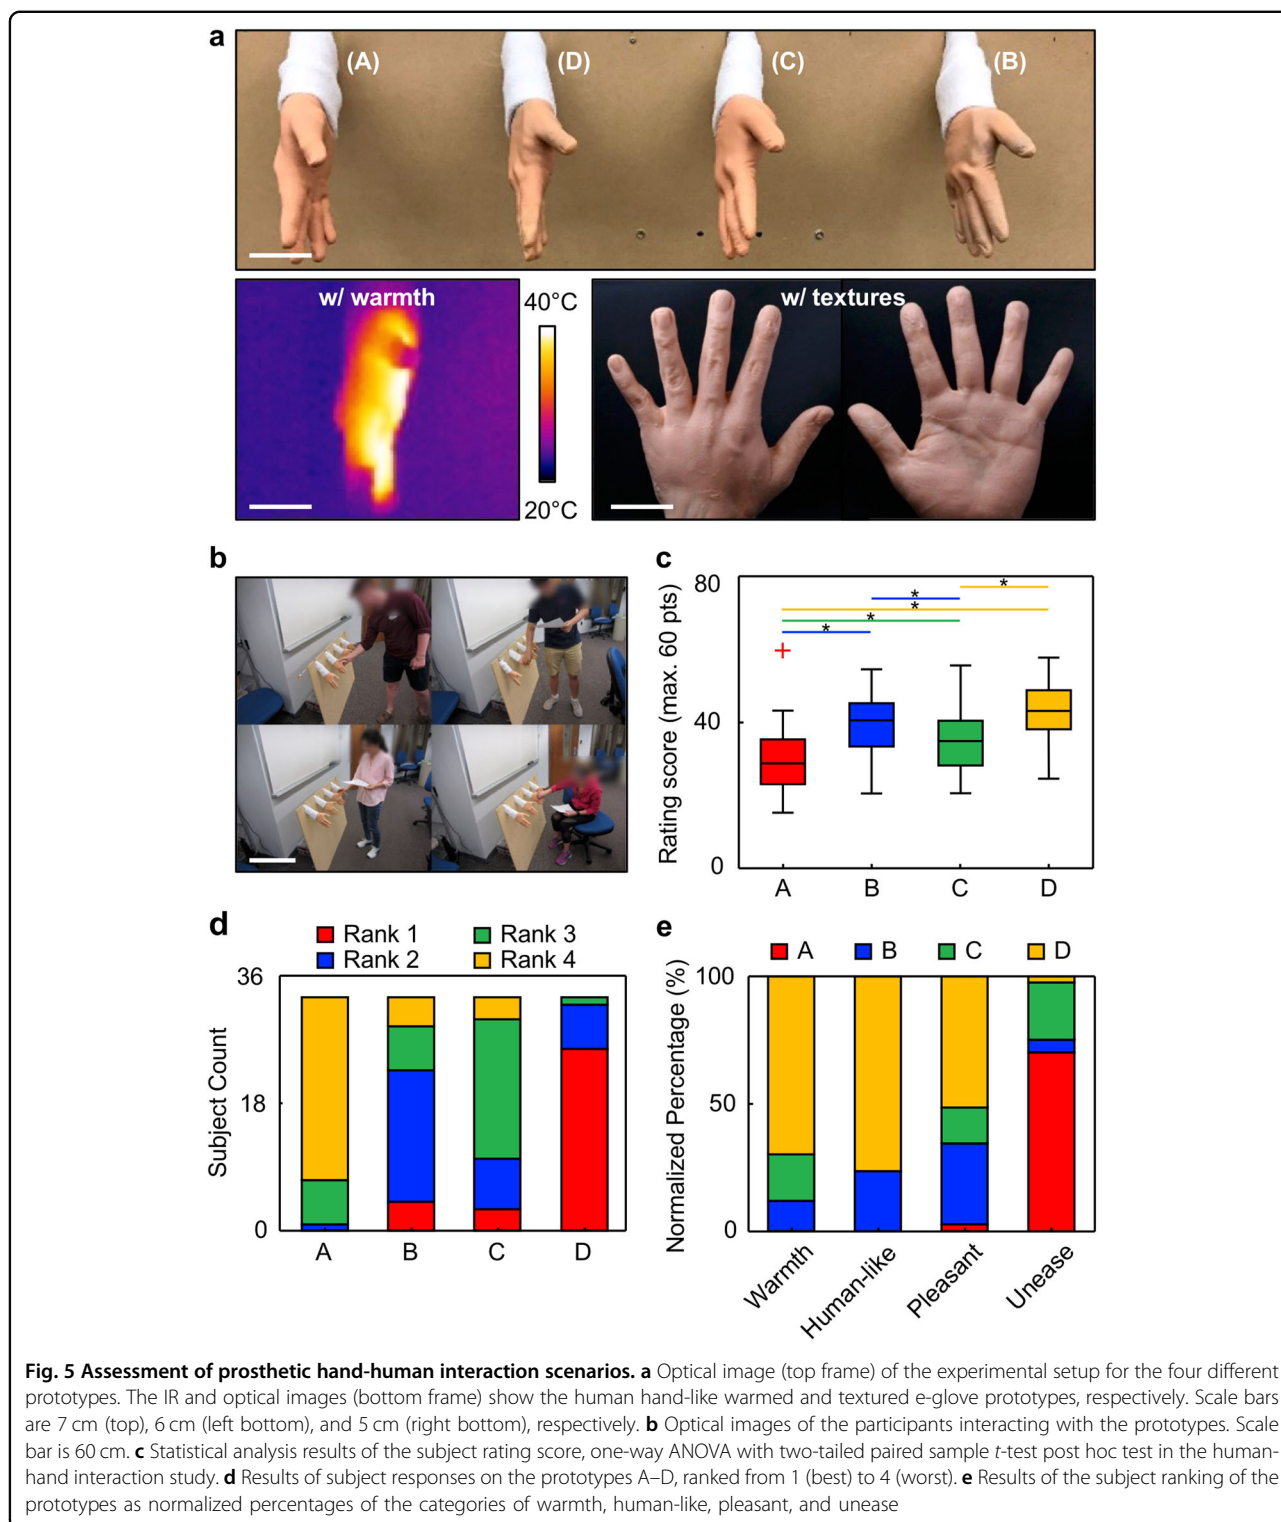 a
(A) (D) (C) (B)
w/ warmth
40°C
20°C
w/ textures
b
c
Rating score (max. 60 pts)
80
40
0
* * * * *
A B C D
d
Rank 1 Rank 3
Rank 2 Rank 4
Subject Count
36
18
0
A B C D
e
A B C D
Normalized Percentage (%)
100
50
0
Warmth
Human-like
Pleasant
Unease
Fig. 5 Assessment of prosthetic hand-human interaction scenarios. a Optical image (top frame) of the experimental setup for the four different
prototypes. The IR and optical images (bottom frame) show the human hand-like warmed and textured e-glove prototypes, respectively. Scale bars
are 7 cm (top), 6 cm (left bottom), and 5 cm (right bottom), respectively. b Optical images of the participants interacting with the prototypes. Scale
bar is 60 cm. c Statistical analysis results of the subject rating score, one-way ANOVA with two-tailed paired sample t-test post hoc test in the human-
hand interaction study. d Results of subject responses on the prototypes A–D, ranked from 1 (best) to 4 (worst). e Results of the subject ranking of the
prototypes as normalized percentages of the categories of warmth, human-like, pleasant, and unease